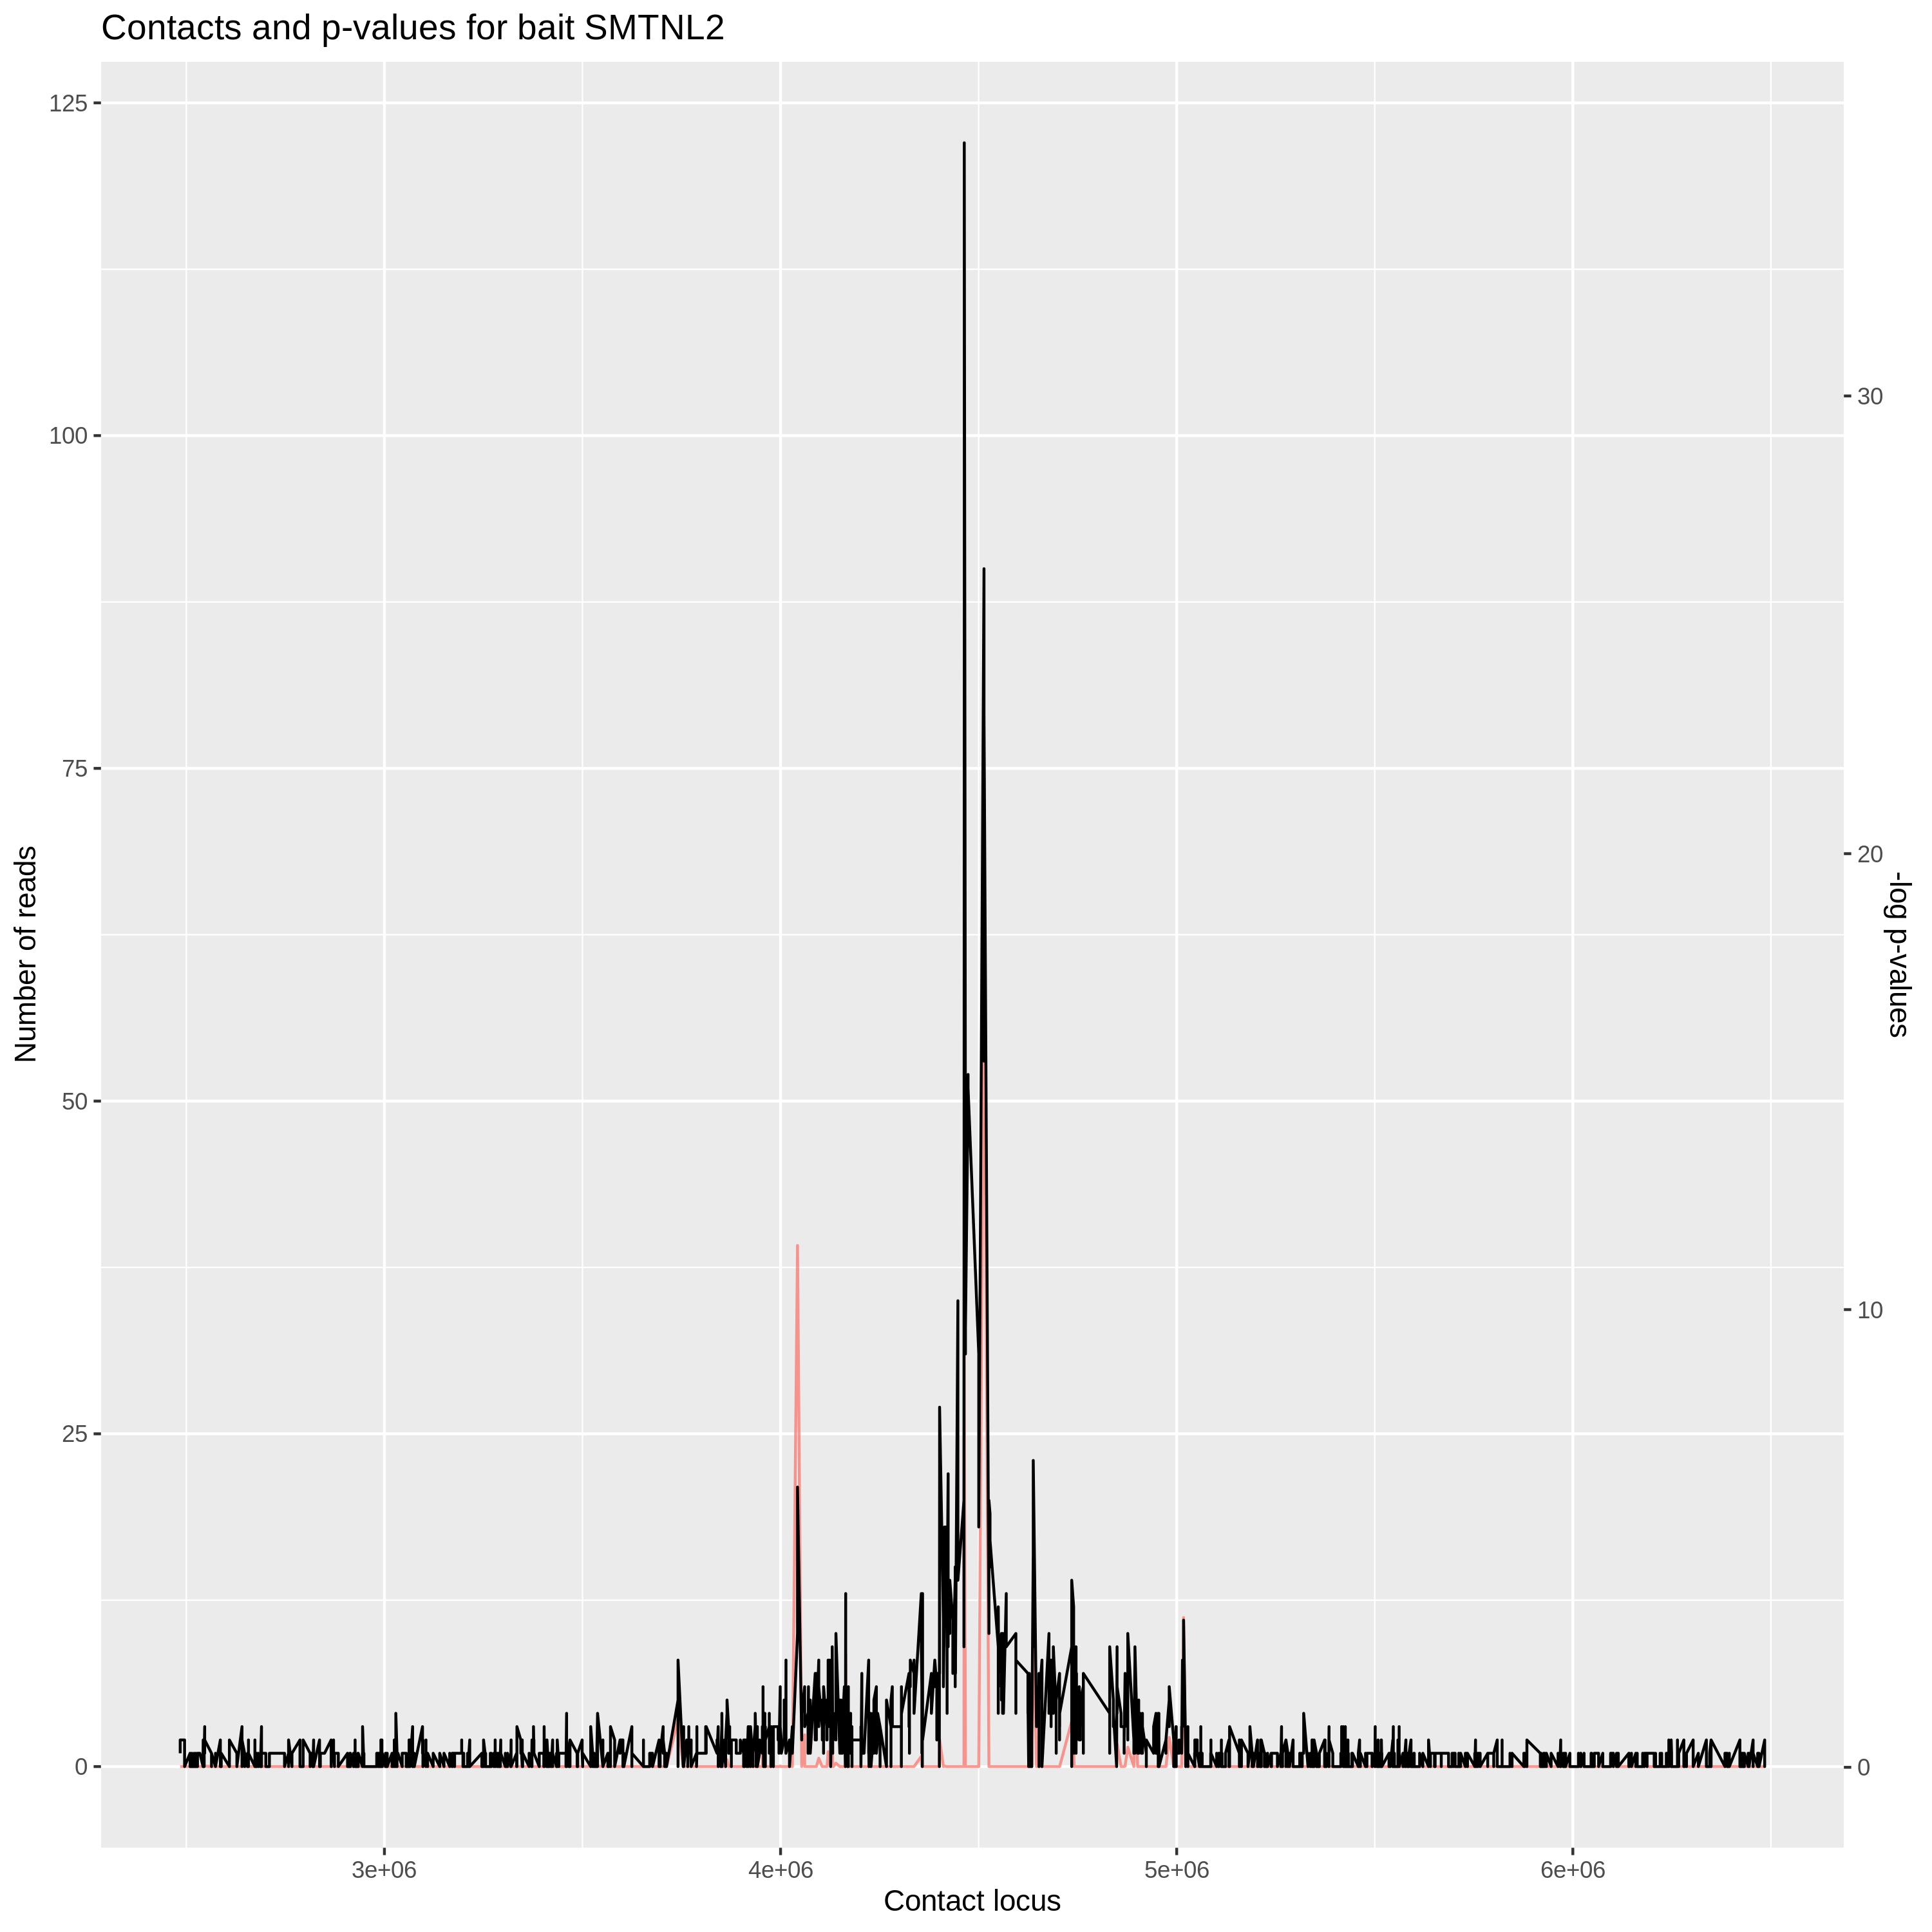 Contacts and p-values for bait SMTNL2
125
100
75
50
25
0
Number of reads
30
20
10
0
-log p-values
3e+06
4e+06
5e+06
6e+06
Contact locus